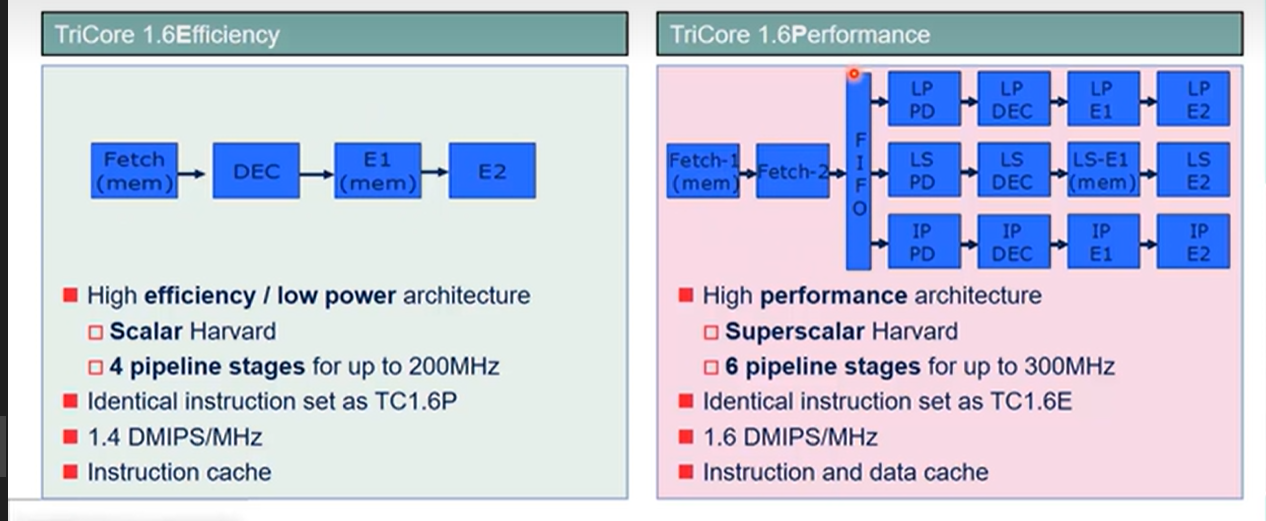 TriCore 1.6Efficiency
Fetch
(mem)
DEC
E1
(mem)
E2
High efficiency / low power architecture
Scalar Harvard
4 pipeline stages for up to 200MHz
Identical instruction set as TC1.6P
1.4 DMIPS/MHz
Instruction cache
TriCore 1.6Performance
Fetch-1
(mem)
Fetch-2
F
I
F
O
LP
PD
LP
DEC
LP
E1
LP
E2
LS
PD
LS
DEC
LS-E1
(mem)
LS
E2
IP
PD
IP
DEC
IP
E1
IP
E2
High performance architecture
Superscalar Harvard
6 pipeline stages for up to 300MHz
Identical instruction set as TC1.6E
1.6 DMIPS/MHz
Instruction and data cache